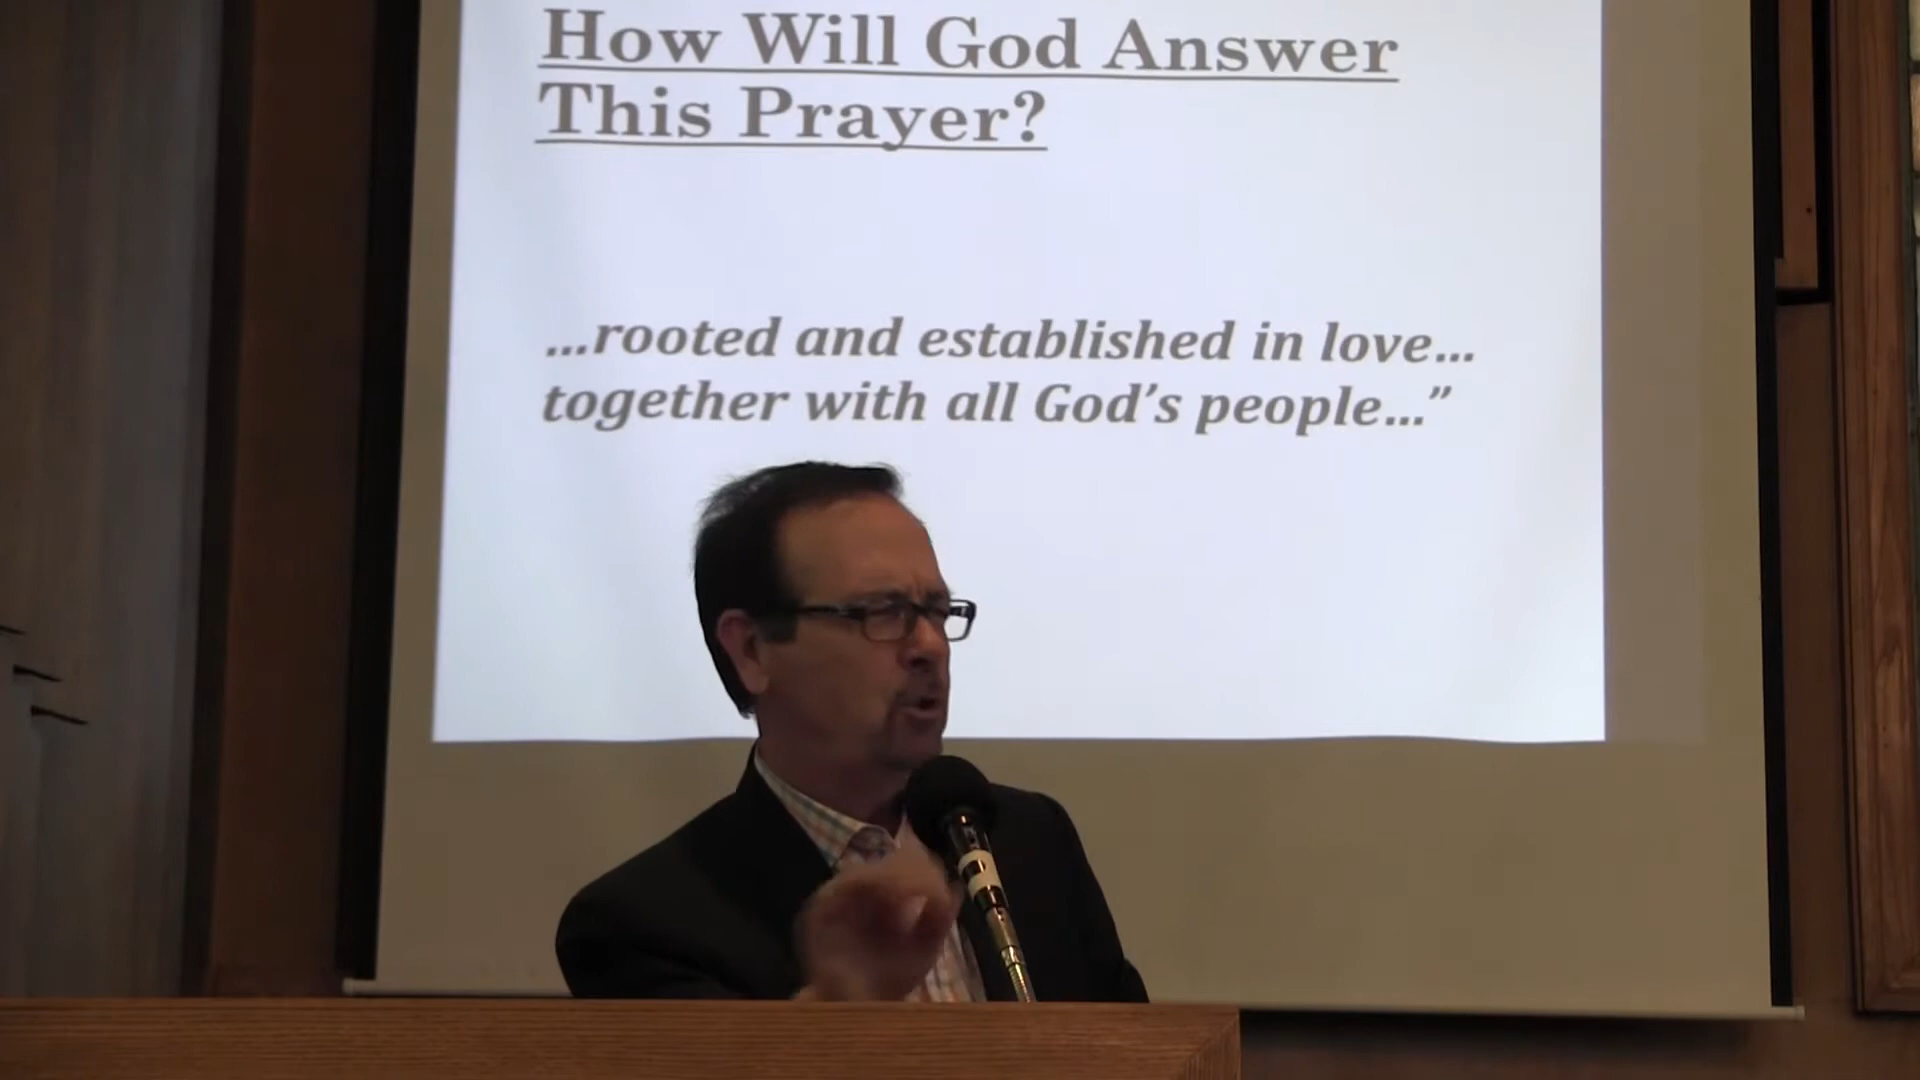 How Will God Answer
This Prayer?
...rooted and established in love...
together with all God's people...”